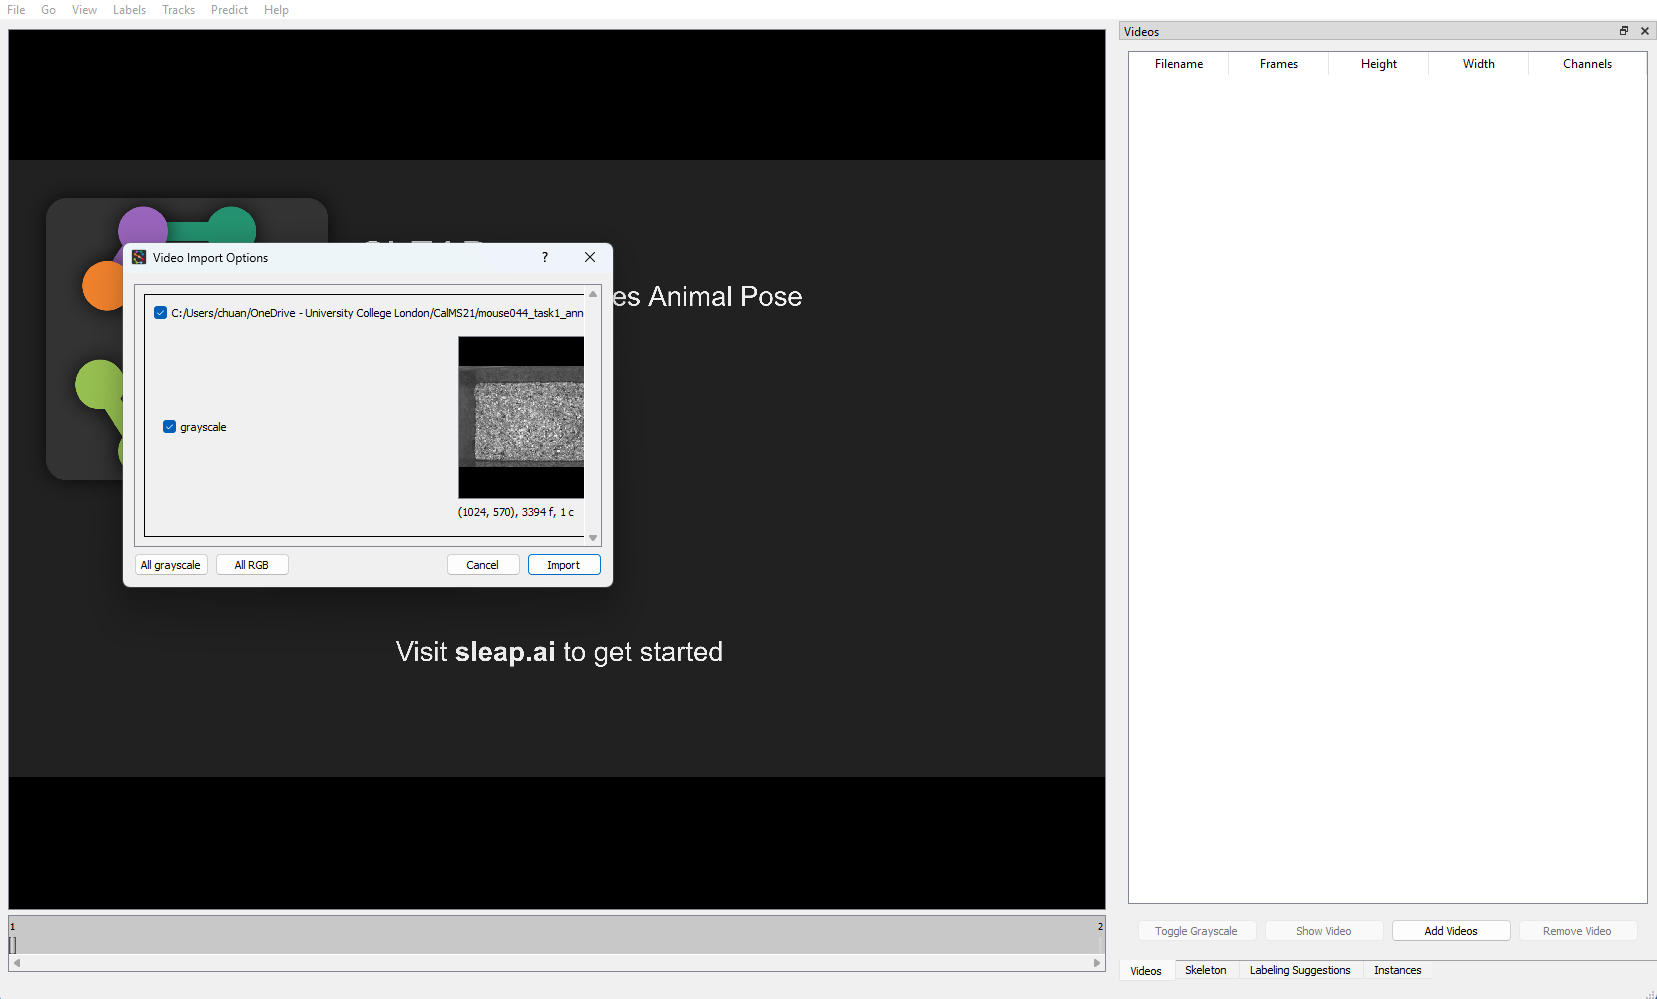 File Go View Labels Tracks Predict Help
Videos
Filename Frames Height Width Channels
es Animal Pose
Video Import Options ?
C:/Users/chuan/OneDrive - University College London/CalMS21/mouse044_task1_ann
grayscale
(1024, 570), 3394 f, 1 c
All grayscale All RGB Cancel Import
Visit sleap.ai to get started
1 2
Toggle Grayscale Show Video Add Videos Remove Video
Videos Skeleton Labeling Suggestions Instances